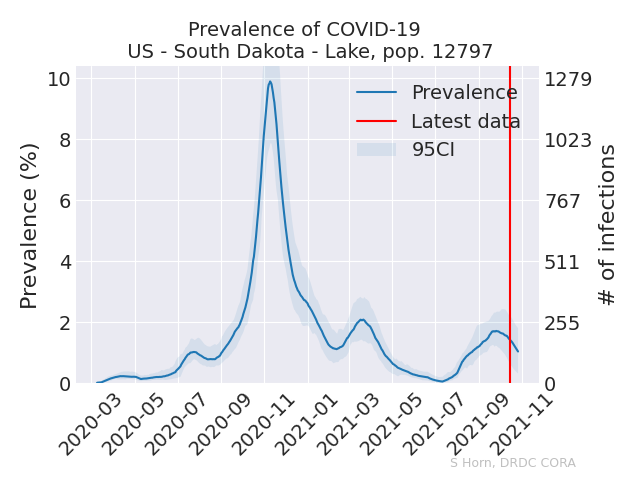 Prevalence of COVID-19
US - South Dakota - Lake, pop. 12797
Prevalence (%)
10
8
6
4
2
0
Prevalence
Latest data
95CI
1279
1023
767
511
255
0
# of infections
2020-03
2020-05
2020-07
2020-09
2020-11
2021-01
2021-03
2021-05
2021-07
2021-09
2021-11
S Horn, DRDC CORA